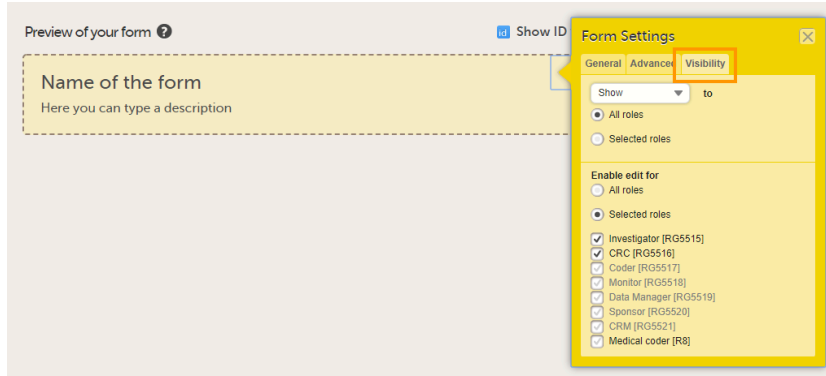 Preview of your form ?
id Show ID
Name of the form
Here you can type a description
Form Settings
General Advanced Visibility
Show to
All roles
Selected roles
Enable edit for
All roles
Selected roles
Investigator [RG5515]
CRC [RG5516]
Coder [RG5517]
Monitor [RG5518]
Data Manager [RG5519]
Sponsor [RG5520]
CRM [RG5521]
Medical coder [R8]